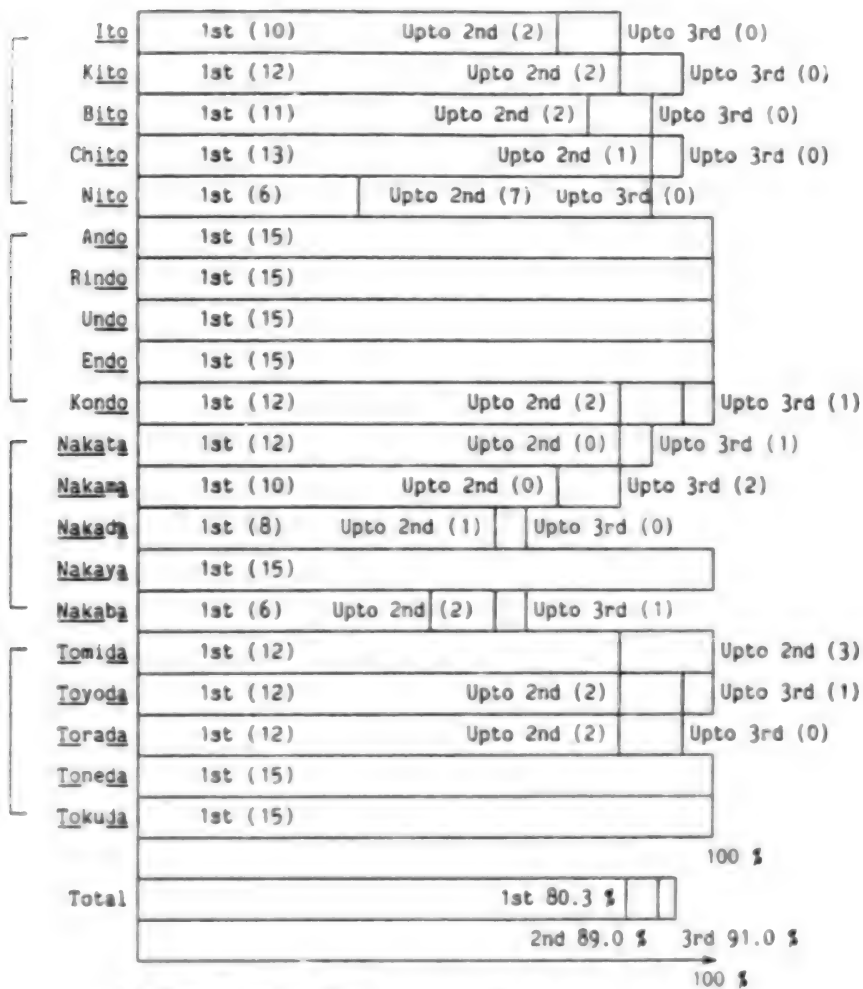 Ito 1st (10) Upto 2nd (2) Upto 3rd (0)
Kito 1st (12) Upto 2nd (2) Upto 3rd (0)
Bito 1st (11) Upto 2nd (2) Upto 3rd (0)
Chito 1st (13) Upto 2nd (1) Upto 3rd (0)
Nito 1st (6) Upto 2nd (7) Upto 3rd (0)
Ando 1st (15)
Rindo 1st (15)
Undo 1st (15)
Endo 1st (15)
Kondo 1st (12) Upto 2nd (2) Upto 3rd (1)
Nakata 1st (12) Upto 2nd (0) Upto 3rd (1)
Nakama 1st (10) Upto 2nd (0) Upto 3rd (2)
Nakada 1st (8) Upto 2nd (1) Upto 3rd (0)
Nakaya 1st (15)
Nakaba 1st (6) Upto 2nd (2) Upto 3rd (1)
Tomida 1st (12) Upto 2nd (3)
Toyoda 1st (12) Upto 2nd (2) Upto 3rd (1)
Torada 1st (12) Upto 2nd (2) Upto 3rd (0)
Toneda 1st (15)
Tokuda 1st (15)
100 %
Total 1st 80.3 %
2nd 89.0 % 3rd 91.0 %
100 %